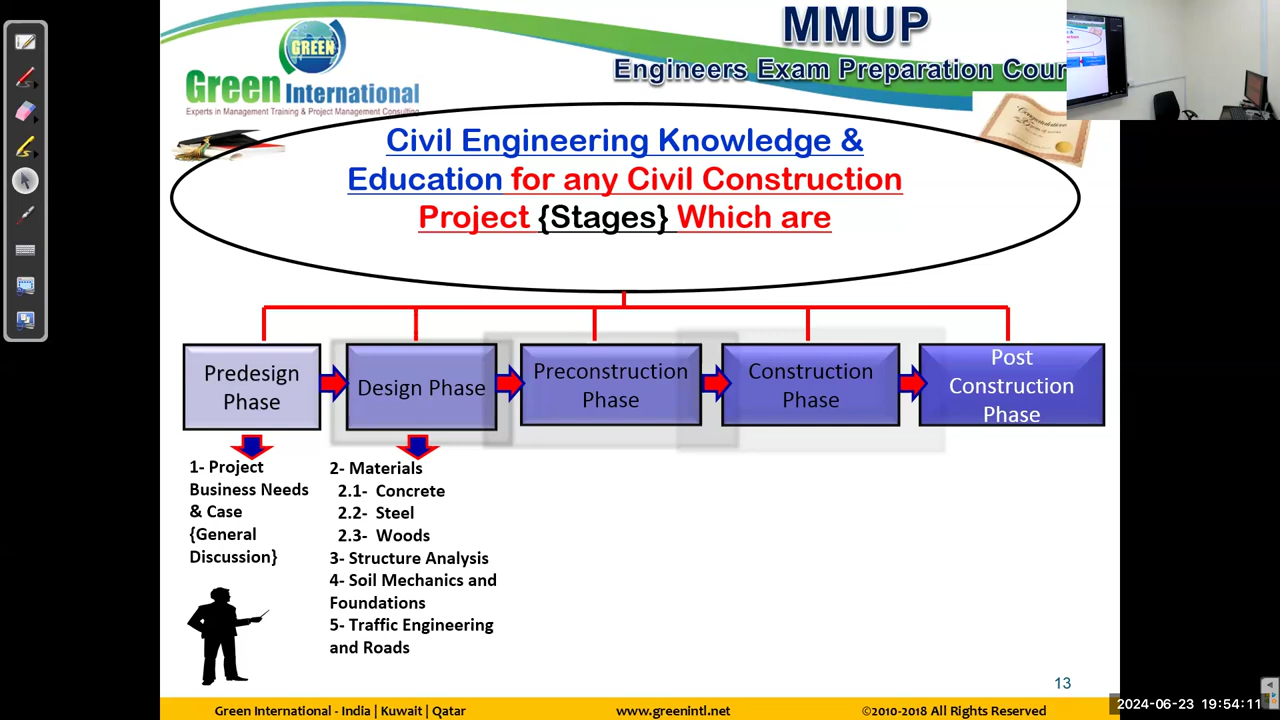 MMUP
Engineers Exam Preparation Cour
GREEN
Green International
Experts in Management Training & Project Management Consulting
Civil Engineering Knowledge &
Education for any Civil Construction
Project {Stages} Which are
Predesign
Phase
Design Phase
Preconstruction
Phase
Construction
Phase
Post
Construction
Phase
1- Project
Business Needs
& Case
{General
Discussion}
2- Materials
2.1- Concrete
2.2- Steel
2.3- Woods
3- Structure Analysis
4- Soil Mechanics and
Foundations
5- Traffic Engineering
and Roads
13
Green International - India | Kuwait | Qatar
www.greenintl.net
©2010-2018 All Rights Reserved
2024-06-23 19:54:11